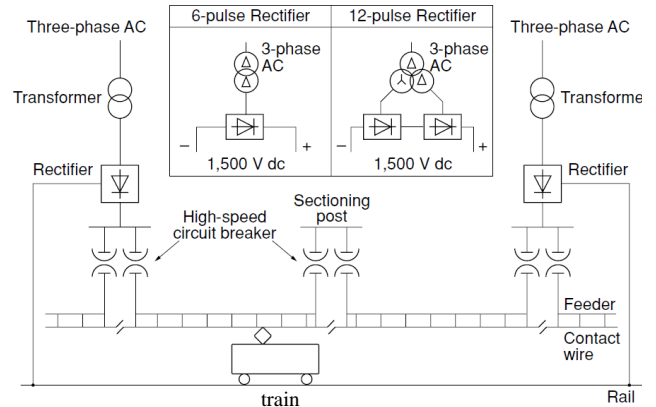 Three-phase AC
Transformer
Rectifier
6-pulse Rectifier
3-phase
AC
−
+
1,500 V dc
12-pulse Rectifier
3-phase
AC
−
+
1,500 V dc
Three-phase AC
Transforme
Rectifier
High-speed
circuit breaker
Sectioning
post
Feeder
Contact
wire
train
Rail